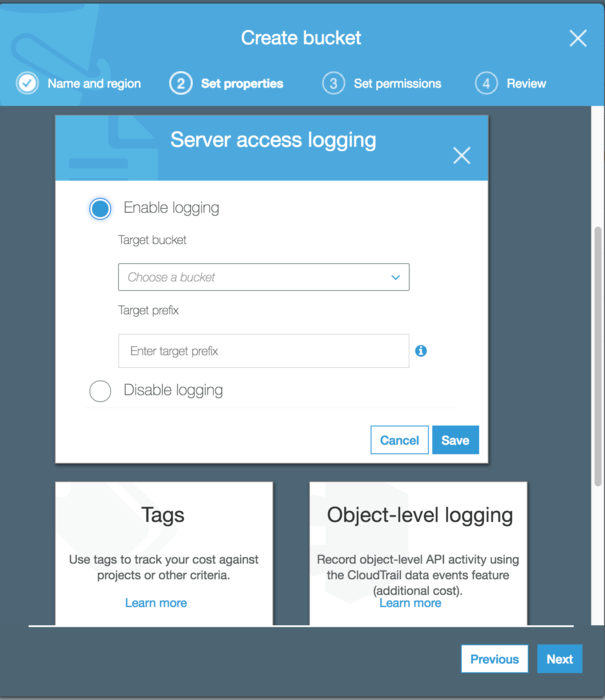 Create bucket
Name and region
2 Set properties
3 Set permissions
4 Review
Server access logging
Enable logging
Target bucket
Choose a bucket
Target prefix
Enter target prefix
Disable logging
Cancel
Save
Tags
Use tags to track your cost against
projects or other criteria.
Learn more
Object-level logging
Record object-level API activity using
the CloudTrail data events feature
(additional cost).
Learn more
Previous
Next